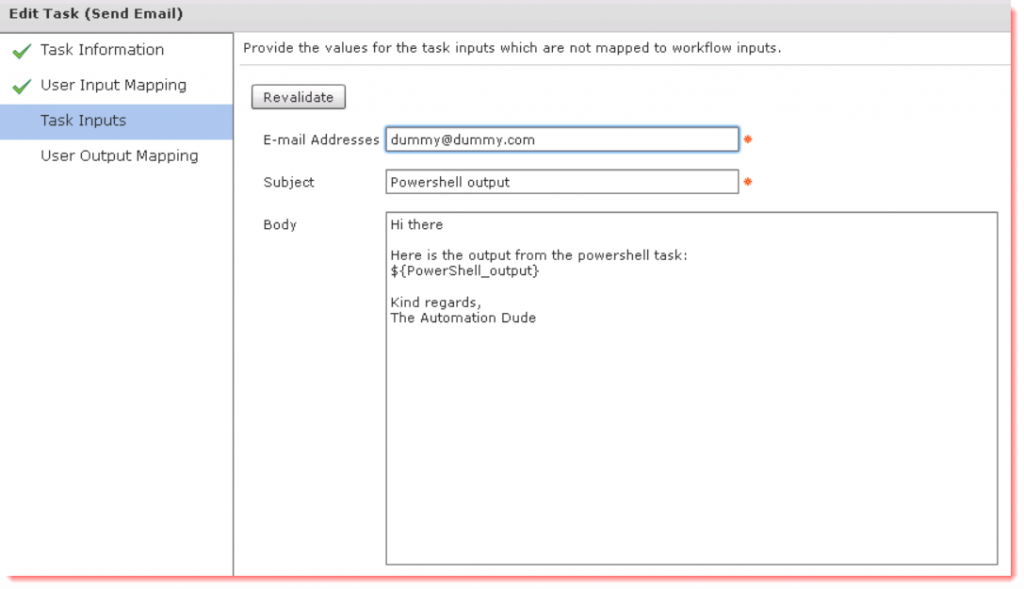 Edit Task (Send Email)
Task Information
User Input Mapping
Task Inputs
User Output Mapping
Provide the values for the task inputs which are not mapped to workflow inputs.
Revalidate
E-mail Addresses dummy@dummy.com *
Subject Powershell output *
Body
Hi there
Here is the output from the powershell task:
${PowerShell_output}
Kind regards,
The Automation Dude